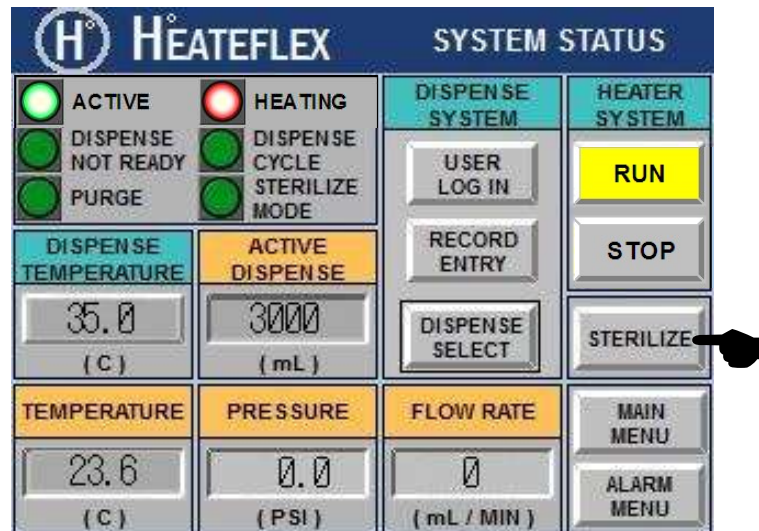 H° HEATEFLEX
SYSTEM STATUS
ACTIVE
HEATING
DISPENSE
NOT READY
DISPENSE
CYCLE
PURGE
STERILIZE
MODE
DISPENSE
SYSTEM
USER
LOG IN
RECORD
ENTRY
DISPENSE
SELECT
HEATER
SYSTEM
RUN
STOP
STERILIZE
DISPENSE
TEMPERATURE
35.0
(C)
ACTIVE
DISPENSE
3000
(mL)
TEMPERATURE
23.6
(C)
PRESSURE
0.0
(PSI)
FLOW RATE
0
(mL / MIN)
MAIN
MENU
ALARM
MENU